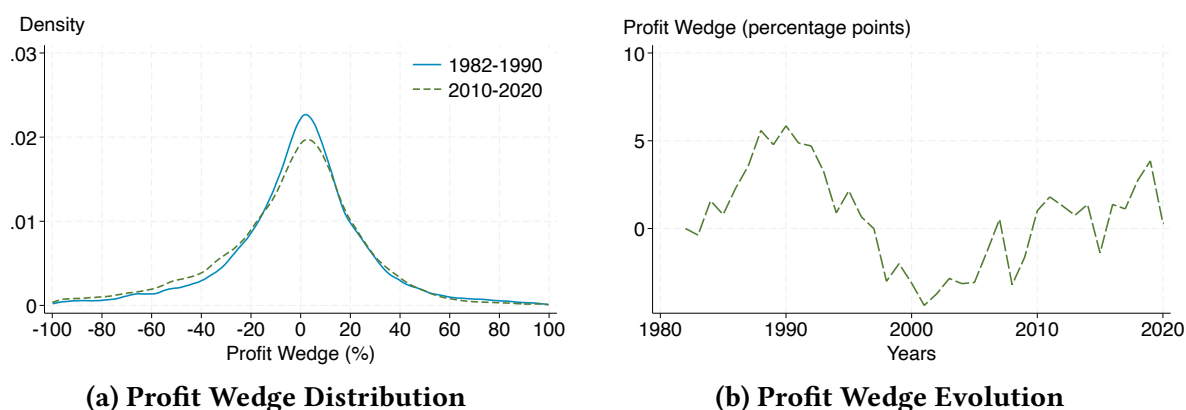 Density
.03
.02
.01
0
1982-1990
2010-2020
-100 -80 -60 -40 -20 0 20 40 60 80 100
Profit Wedge (%)
(a) Profit Wedge Distribution
Profit Wedge (percentage points)
10
5
0
1980 1990 2000 2010 2020
Years
(b) Profit Wedge Evolution